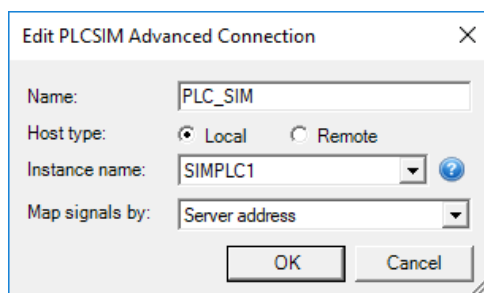 Edit PLCSIM Advanced Connection
Name: PLC_SIM
Host type: Local Remote
Instance name: SIMPLC1
Map signals by: Server address
OK Cancel